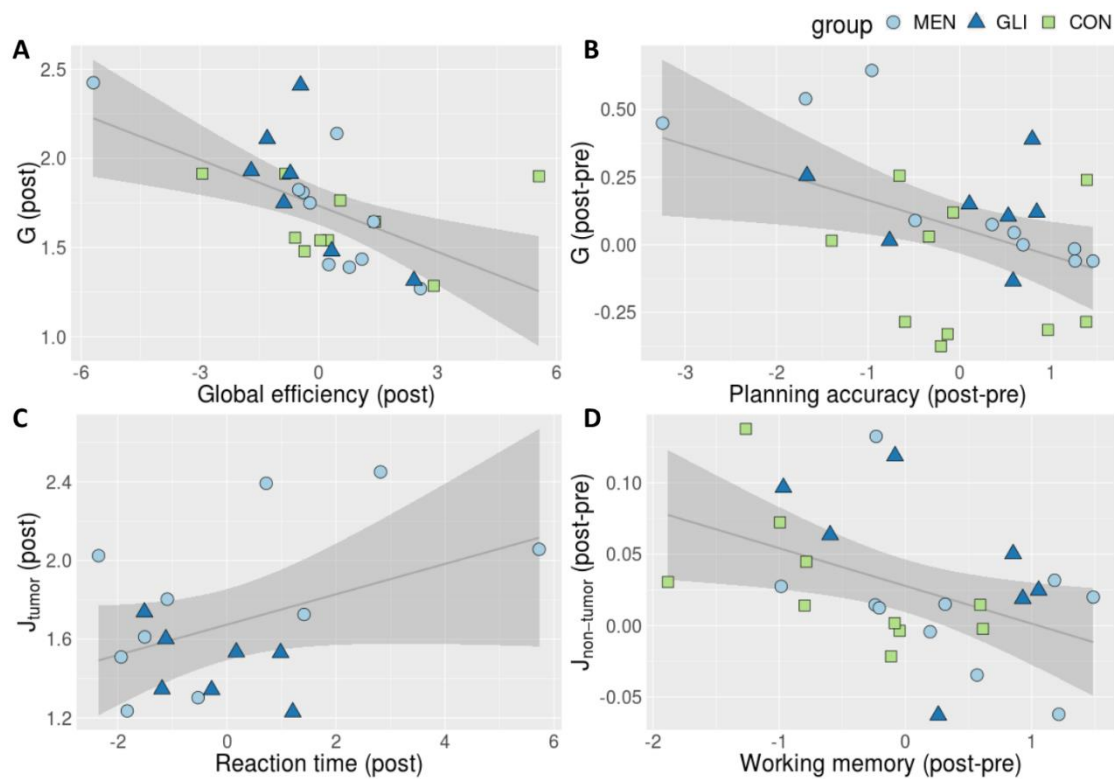 group MEN GLI CON
A
2.5
2.0
1.5
1.0
G (post)
-6 -3 0 3 6
Global efficiency (post)
B
0.50
0.25
0.00
-0.25
G (post-pre)
-3 -2 -1 0 1
Planning accuracy (post-pre)
C
2.4
2.0
1.6
1.2
Jtumor (post)
-2 0 2 4 6
Reaction time (post)
D
0.10
0.05
0.00
-0.05
Jnon-tumor (post-pre)
-2 -1 0 1
Working memory (post-pre)